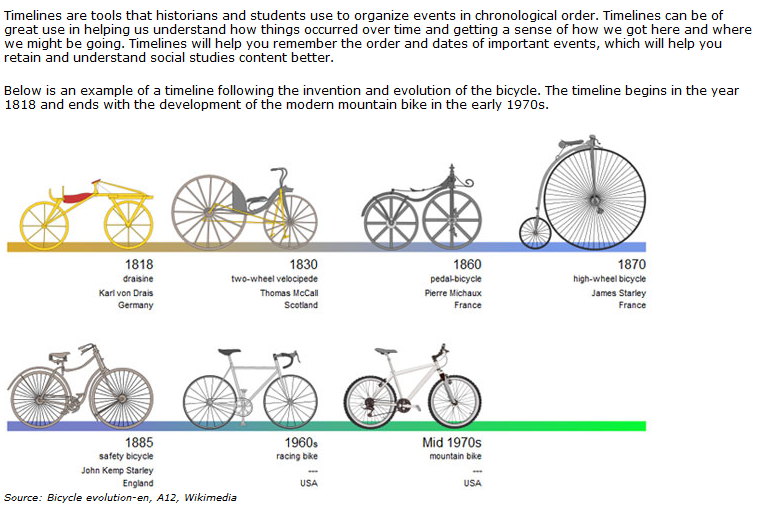 Timelines are tools that historians and students use to organize events in chronological order. Timelines can be of
great use in helping us understand how things occurred over time and getting a sense of how we got here and where
we might be going. Timelines will help you remember the order and dates of important events, which will help you
retain and understand social studies content better.
Below is an example of a timeline following the invention and evolution of the bicycle. The timeline begins in the year
1818 and ends with the development of the modern mountain bike in the early 1970s.
1818
draisine
Karl von Drais
Germany
1830
two-wheel velocipede
Thomas McCall
Scotland
1860
pedal-bicycle
Pierre Michaux
France
1870
high-wheel bicycle
James Starley
France
1885
safety bicycle
John Kemp Starley
England
1960s
racing bike
---
USA
Mid 1970s
mountain bike
---
USA
Source: Bicycle evolution-en, A12, Wikimedia